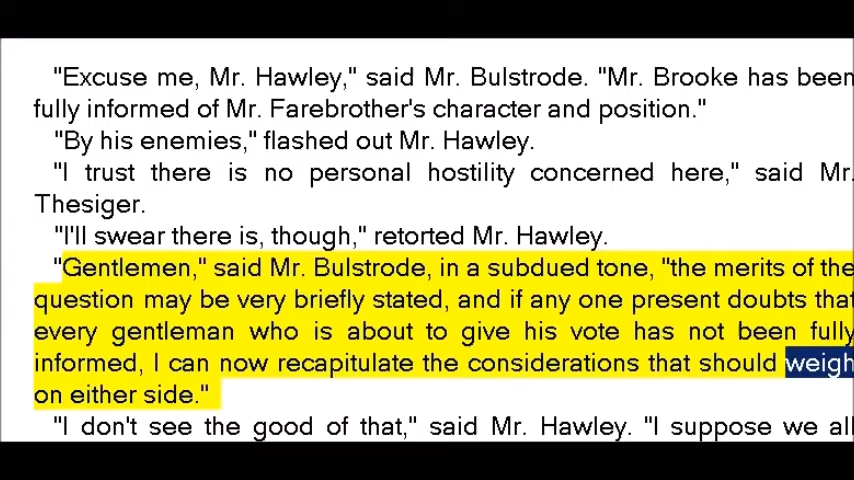 "Excuse me, Mr. Hawley," said Mr. Bulstrode. "Mr. Brooke has been
fully informed of Mr. Farebrother's character and position."
"By his enemies," flashed out Mr. Hawley.
"I trust there is no personal hostility concerned here," said Mr.
Thesiger.
"I'll swear there is, though," retorted Mr. Hawley.
"Gentlemen," said Mr. Bulstrode, in a subdued tone, "the merits of the
question may be very briefly stated, and if any one present doubts that
every gentleman who is about to give his vote has not been fully
informed, I can now recapitulate the considerations that should weigh
on either side."
"I don't see the good of that," said Mr. Hawley. "I suppose we all